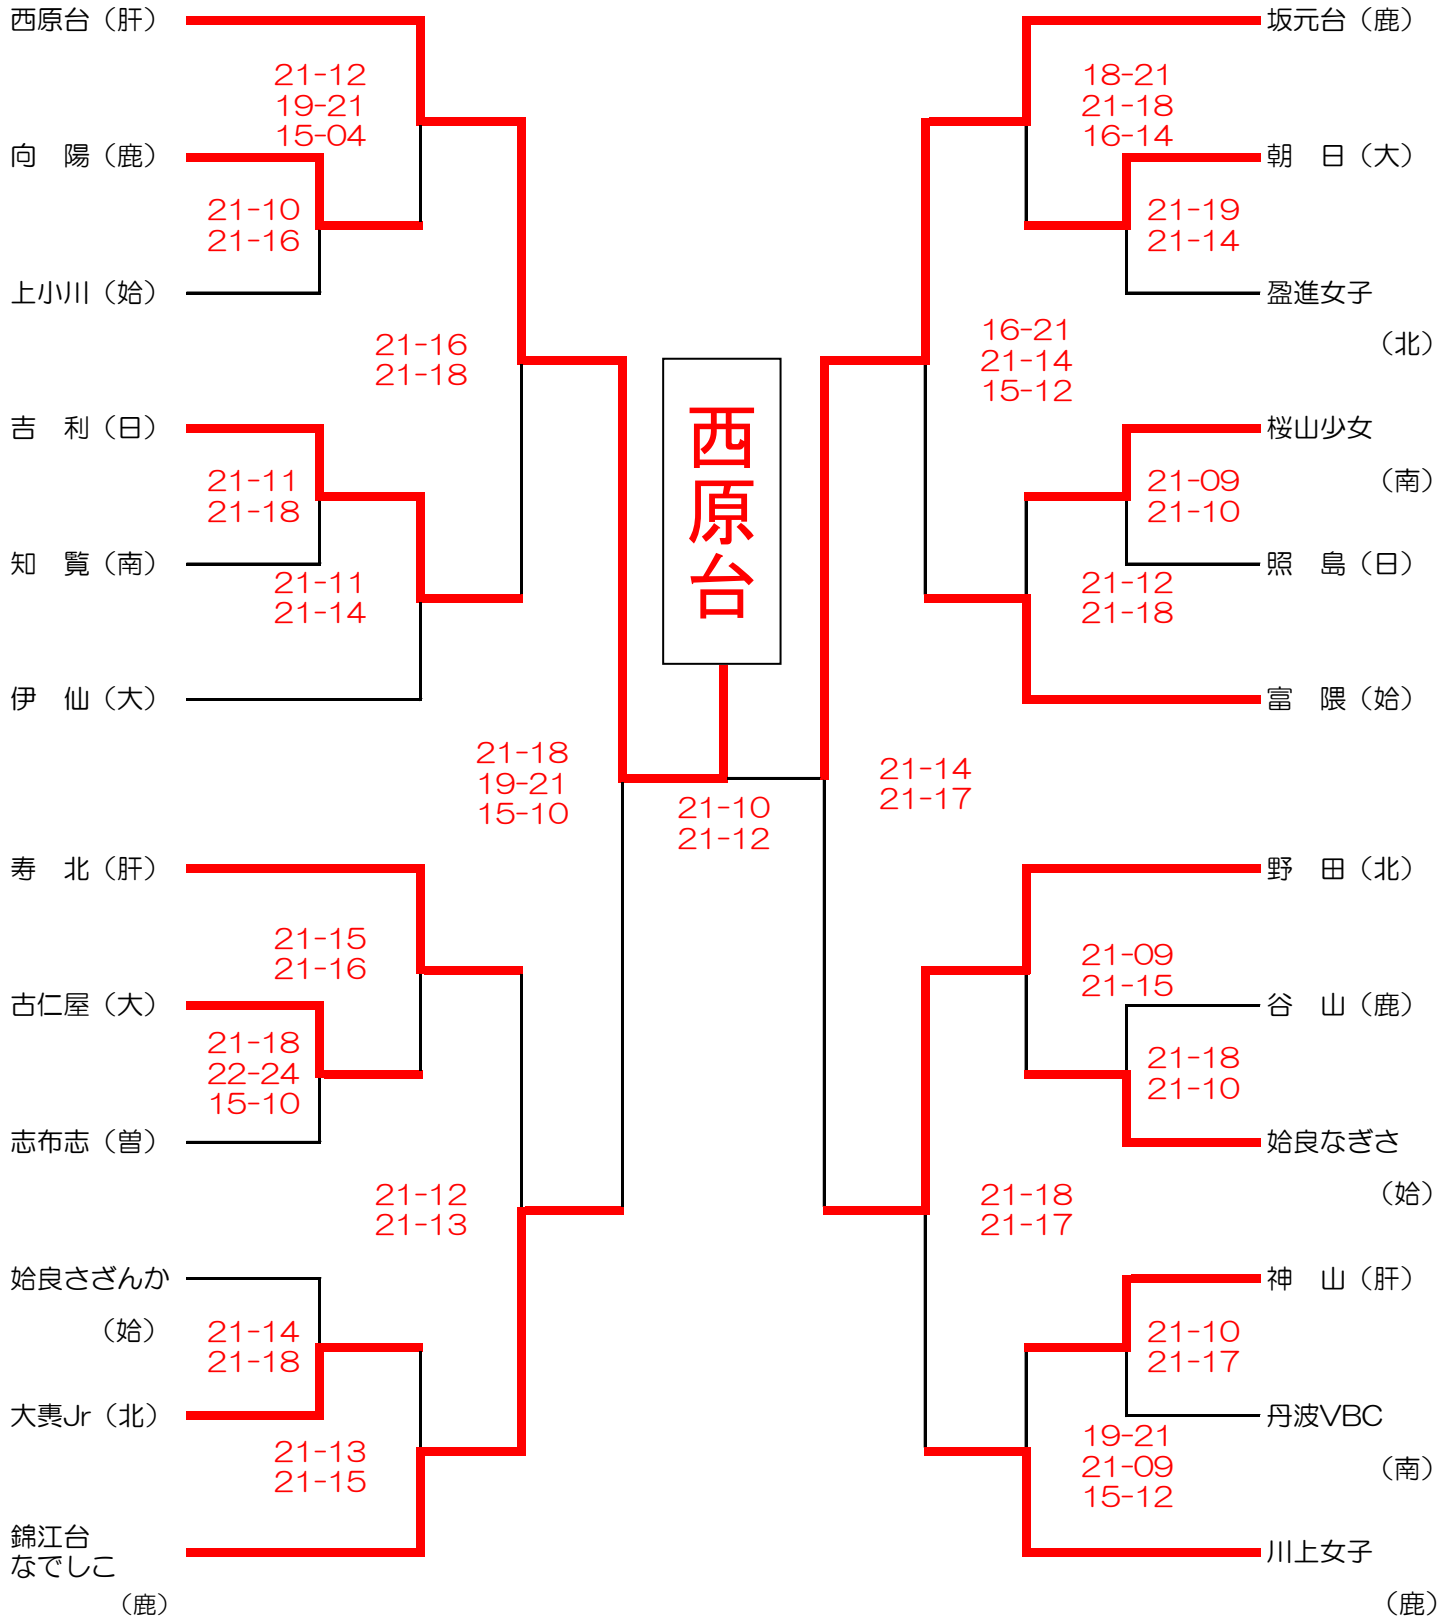 西原台（肝）
21-12
19-21
15-04
向　陽（鹿）
21-10
21-16
上小川（姶）
21-16
21-18
吉　利（日）
21-11
21-18
知　覧（南）
21-11
21-14
伊　仙（大）
21-18
19-21
15-10
寿　北（肝）
21-15
21-16
古仁屋（大）
21-18
22-24
15-10
志布志（曽）
21-12
21-13
姶良さざんか
（姶）
21-14
21-18
大奭Jr（北）
21-13
21-15
錦江台
なでしこ
（鹿）
西原台
21-10
21-12
坂元台（鹿）
18-21
21-18
16-14
朝　日（大）
21-19
21-14
盈進女子
（北）
16-21
21-14
15-12
桜山少女
（南）
21-09
21-10
照　島（日）
21-12
21-18
富　隈（姶）
21-14
21-17
野　田（北）
21-09
21-15
谷　山（鹿）
21-18
21-10
姶良なぎさ
（姶）
21-18
21-17
神　山（肝）
21-10
21-17
丹波VBC
（南）
19-21
21-09
15-12
川上女子
（鹿）